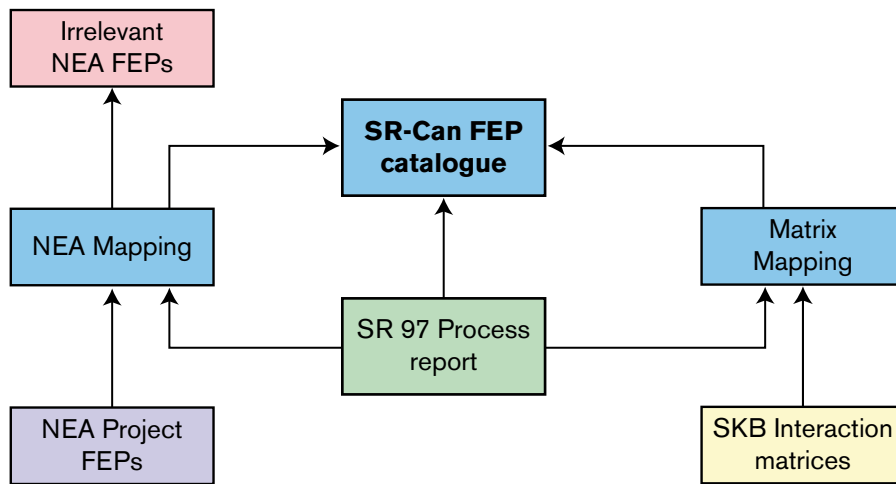 Irrelevant
NEA FEPs
SR-Can FEP
catalogue
NEA Mapping
Matrix
Mapping
SR 97 Process
report
NEA Project
FEPs
SKB Interaction
matrices